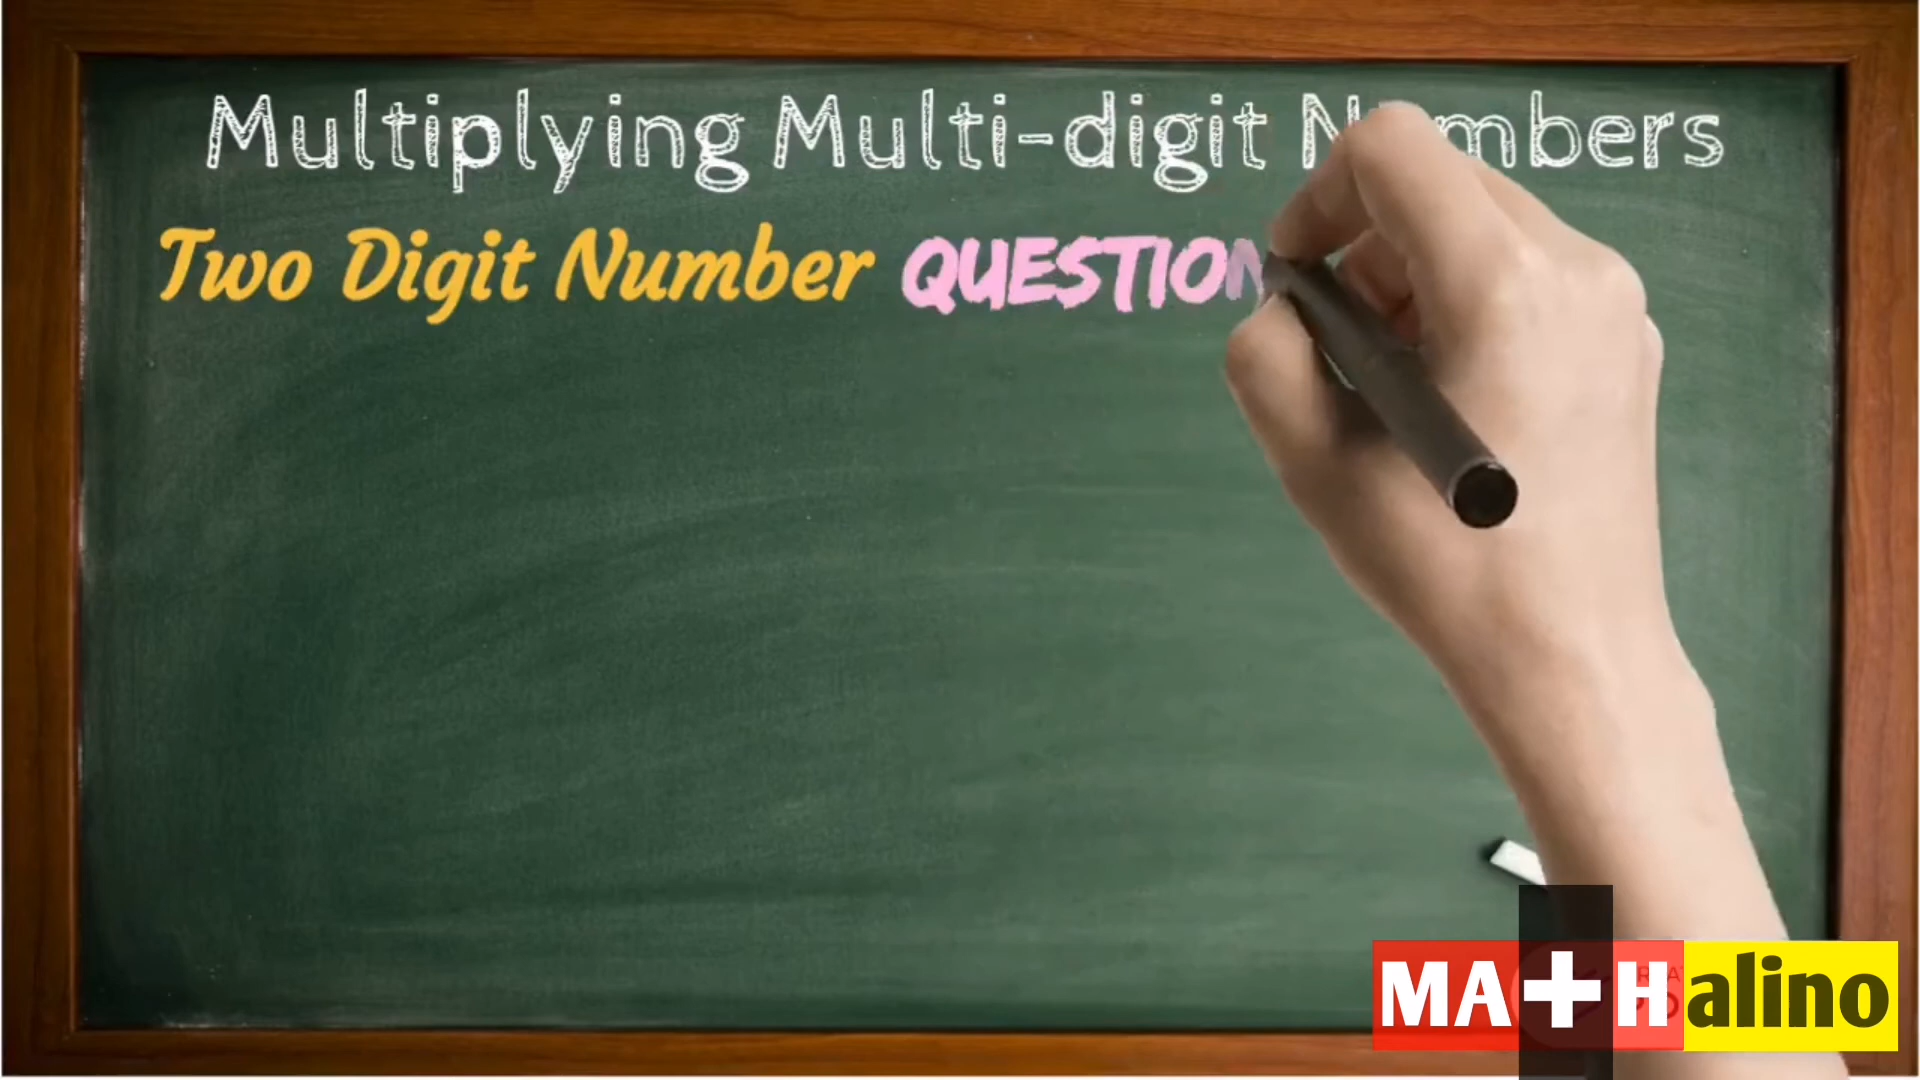 Multiplying Multi-digit Numbers
Two Digit Number QUESTION
MATHalino